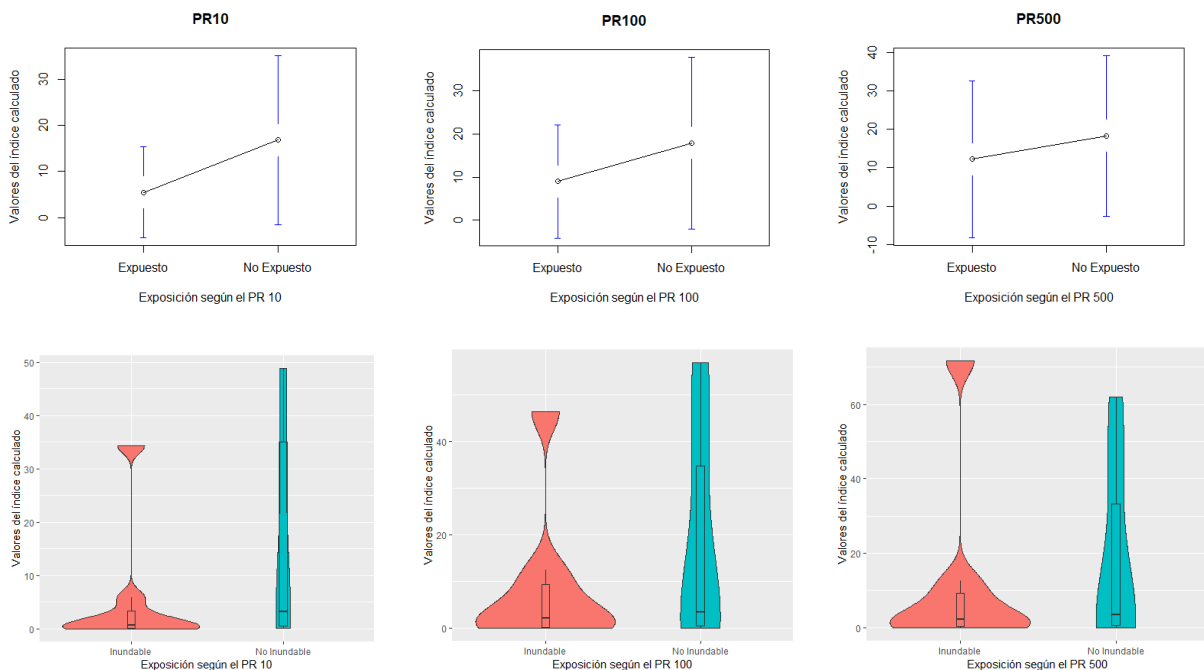 PR10
Valores del índice calculado
30
20
10
0
Expuesto No Expuesto
Exposición según el PR 10
PR100
Valores del índice calculado
30
20
10
0
Expuesto No Expuesto
Exposición según el PR 100
PR500
Valores del índice calculado
40
30
20
10
0
-10
Expuesto No Expuesto
Exposición según el PR 500
Valores del índice calculado
50
40
30
20
10
0
Inundable No Inundable
Exposición según el PR 10
Valores del índice calculado
40
20
0
Inundable No Inundable
Exposición según el PR 100
Valores del índice calculado
60
40
20
0
Inundable No Inundable
Exposición según el PR 500